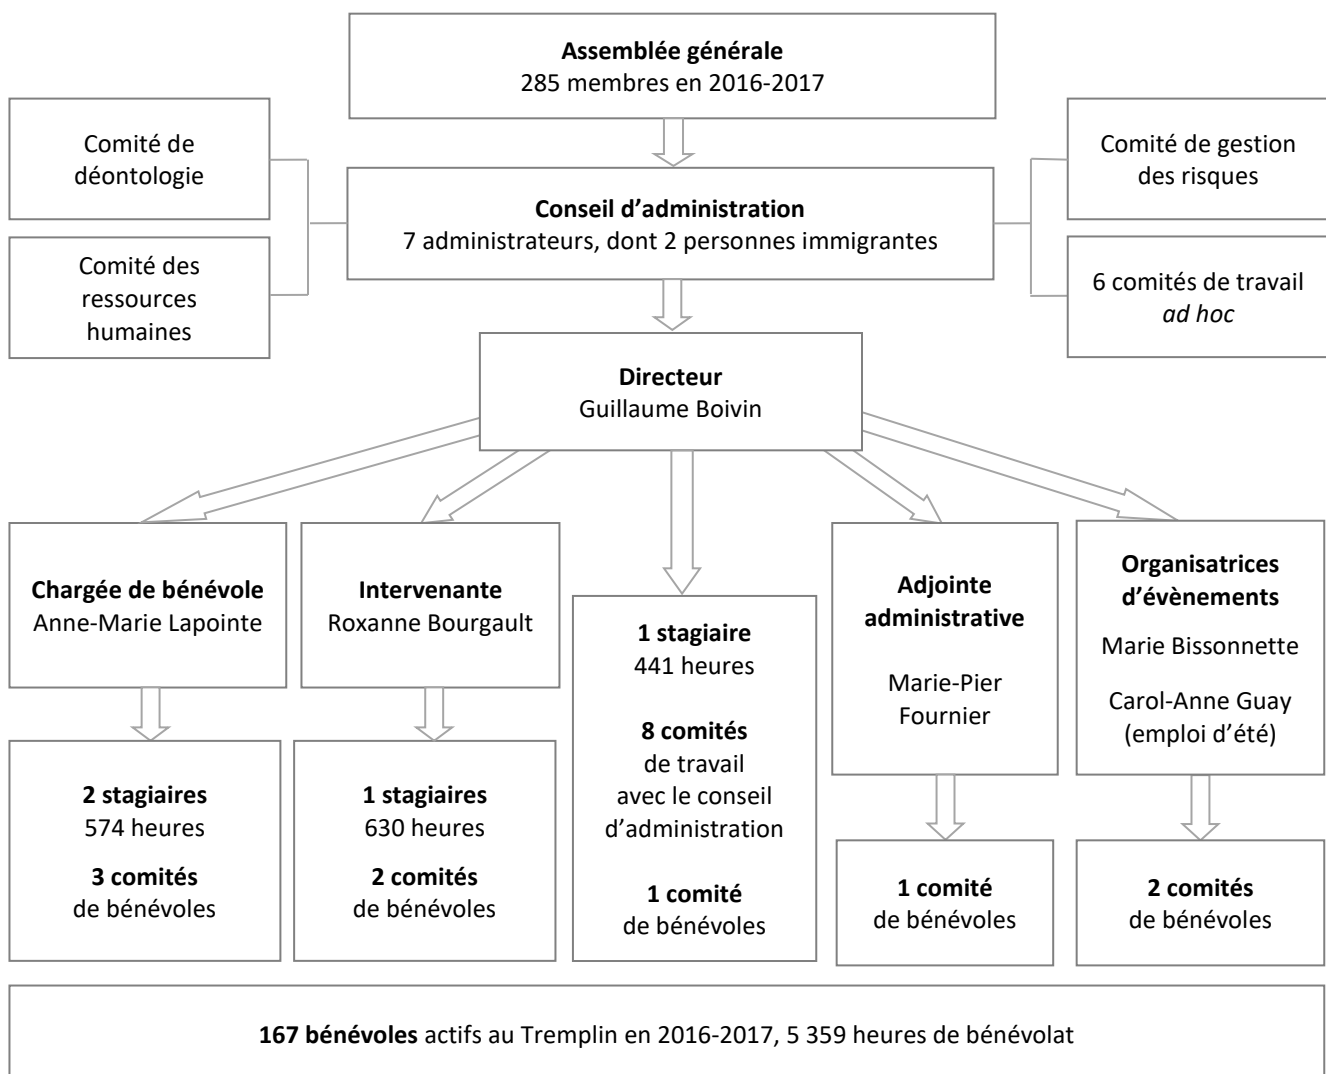 Assemblée générale
285 membres en 2016-2017
Comité de
déontologie
Comité de gestion
des risques
Conseil d’administration
7 administrateurs, dont 2 personnes immigrantes
Comité des
ressources
humaines
6 comités de travail
ad hoc
Directeur
Guillaume Boivin
Chargée de bénévole
Anne-Marie Lapointe
Intervenante
Roxanne Bourgault
1 stagiaire
441 heures
8 comités
de travail
avec le conseil
d’administration
1 comité
de bénévoles
Adjointe
administrative
Marie-Pier
Fournier
Organisatrices
d’évènements
Marie Bissonnette
Carol-Anne Guay
(emploi d’été)
2 stagiaires
574 heures
3 comités
de bénévoles
1 stagiaires
630 heures
2 comités
de bénévoles
1 comité
de bénévoles
2 comités
de bénévoles
167 bénévoles actifs au Tremplin en 2016-2017, 5 359 heures de bénévolat